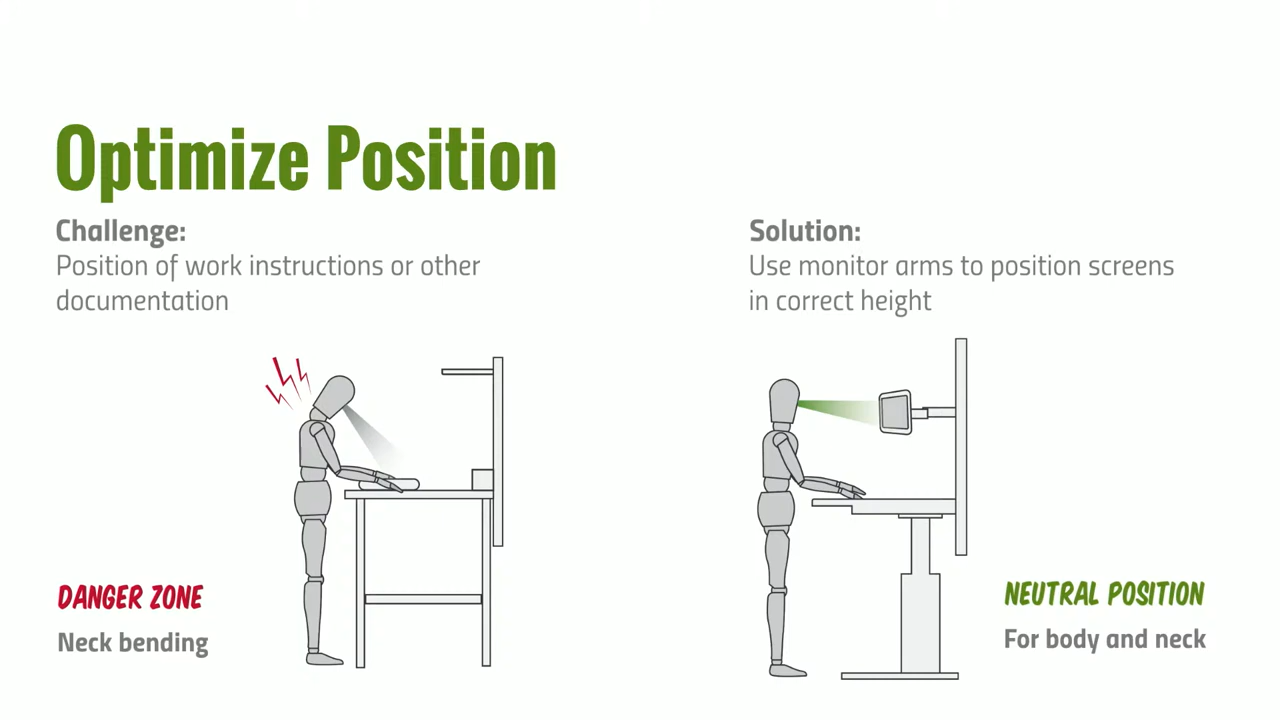 Optimize Position
Challenge:
Position of work instructions or other
documentation
Solution:
Use monitor arms to position screens
in correct height
DANGER ZONE
Neck bending
NEUTRAL POSITION
For body and neck